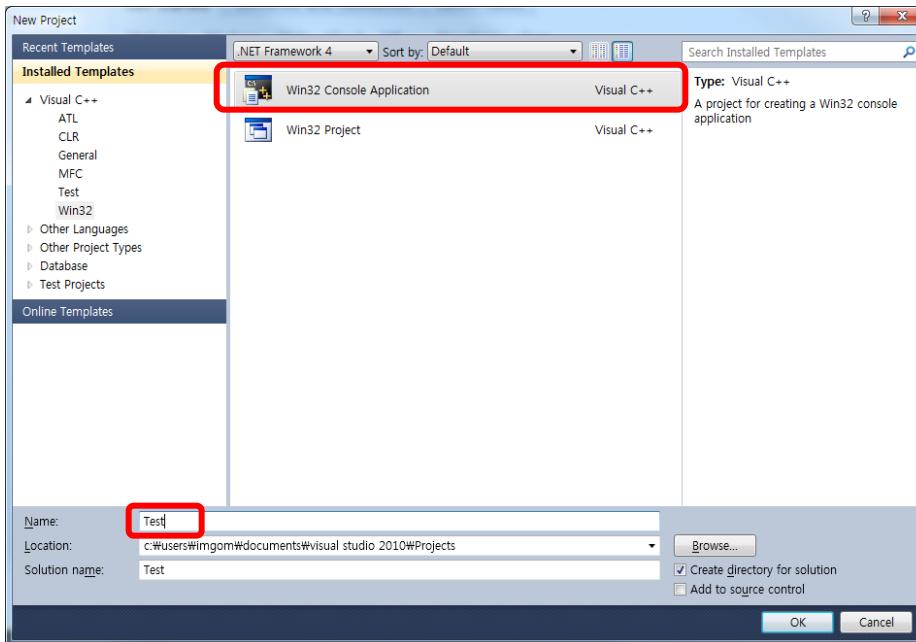 New Project
Recent Templates
Installed Templates
Visual C++
ATL
CLR
General
MFC
Test
Win32
Other Languages
Other Project Types
Database
Test Projects
Online Templates
.NET Framework 4
Sort by: Default
Win32 Console Application Visual C++
Win32 Project Visual C++
Search Installed Templates
Type: Visual C++
A project for creating a Win32 console
application
Name: Test
Location: c:₩users₩imgom₩documents₩visual studio 2010₩Projects
Browse...
Solution name: Test
Create directory for solution
Add to source control
OK Cancel